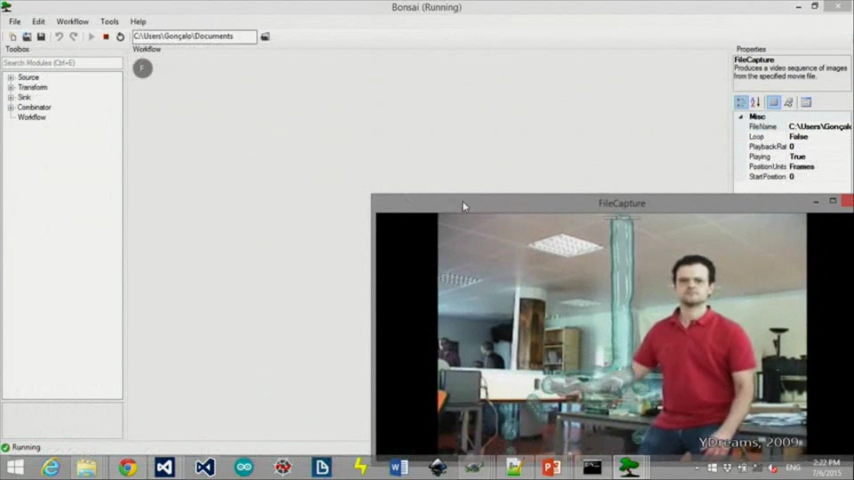 Bonsai (Running)
File Edit Workflow Tools Help
C:\Users\Gonçalo\Documents
Toolbox
Workflow
Properties
Search Modules (Ctrl+E)
Source
Transform
Sink
Combinator
Workflow
F
FileCapture
Produces a video sequence of images
from the specified movie file.
Misc
FileName C:\Users\Gonçalo
Loop False
PlaybackRat 0
Playing True
PositionUnits Frames
StartPosition 0
FileCapture
YDreams, 2009
Running
ENG
2:22 PM
7/6/2015